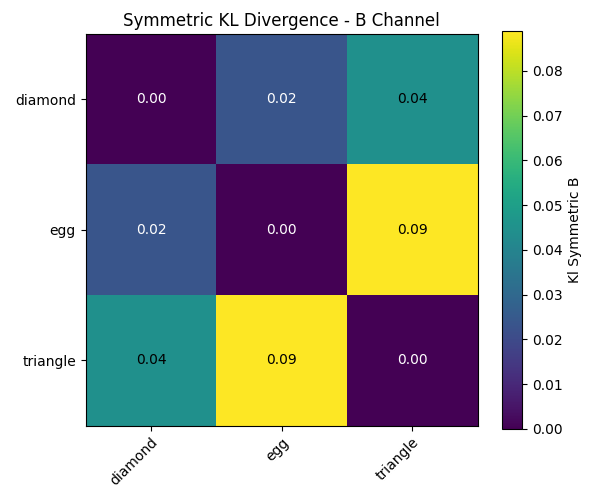 Symmetric KL Divergence - B Channel
diamond 0.00 0.02 0.04
egg 0.02 0.00 0.09
triangle 0.04 0.09 0.00
diamond egg triangle
0.08
0.07
0.06
0.05
0.04
0.03
0.02
0.01
0.00
Kl Symmetric B